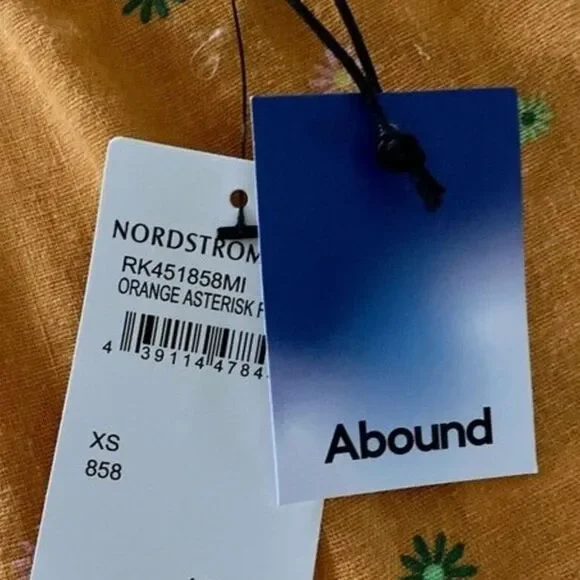 NORDSTROM
RK451858MI
ORANGE ASTERISK F
4 39114 4784
XS
858
Abound